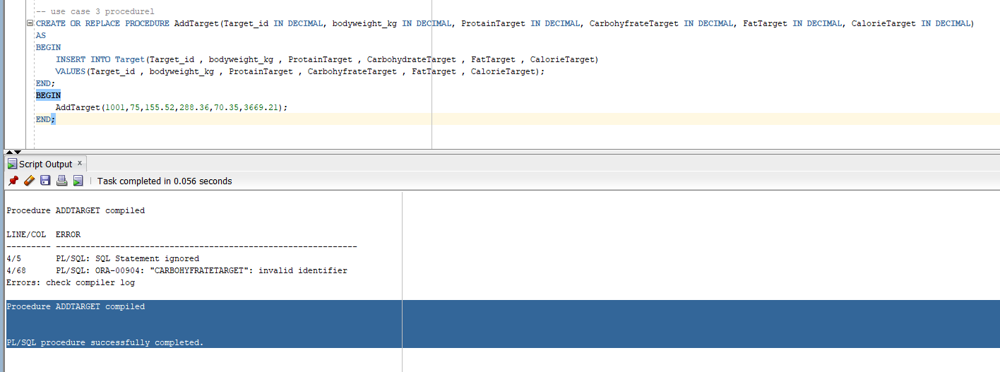 -- use case 3 procedure1
CREATE OR REPLACE PROCEDURE AddTarget(Target_id IN DECIMAL, bodyweight_kg IN DECIMAL, ProtainTarget IN DECIMAL, CarbohyfrateTarget IN DECIMAL, FatTarget IN DECIMAL, CalorieTarget IN DECIMAL)
AS
BEGIN
    INSERT INTO Target(Target_id , bodyweight_kg , ProtainTarget , CarbohydrateTarget , FatTarget , CalorieTarget)
    VALUES(Target_id , bodyweight_kg , ProtainTarget , CarbohyfrateTarget , FatTarget , CalorieTarget);
END;
BEGIN
    AddTarget(1001,75,155.52,288.36,70.35,3669.21);
END;
Script Output x
Task completed in 0.056 seconds
Procedure ADDTARGET compiled
LINE/COL  ERROR
--------- -------------------------------------------------------------
4/5       PL/SQL: SQL Statement ignored
4/68      PL/SQL: ORA-00904: "CARBOHYFRATETARGET": invalid identifier
Errors: check compiler log
Procedure ADDTARGET compiled
PL/SQL procedure successfully completed.